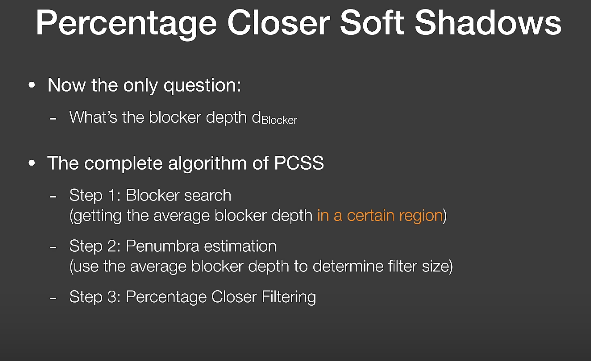 Percentage Closer Soft Shadows
• Now the only question:
- What's the blocker depth dBlocker
• The complete algorithm of PCSS
- Step 1: Blocker search
(getting the average blocker depth in a certain region)
- Step 2: Penumbra estimation
(use the average blocker depth to determine filter size)
- Step 3: Percentage Closer Filtering